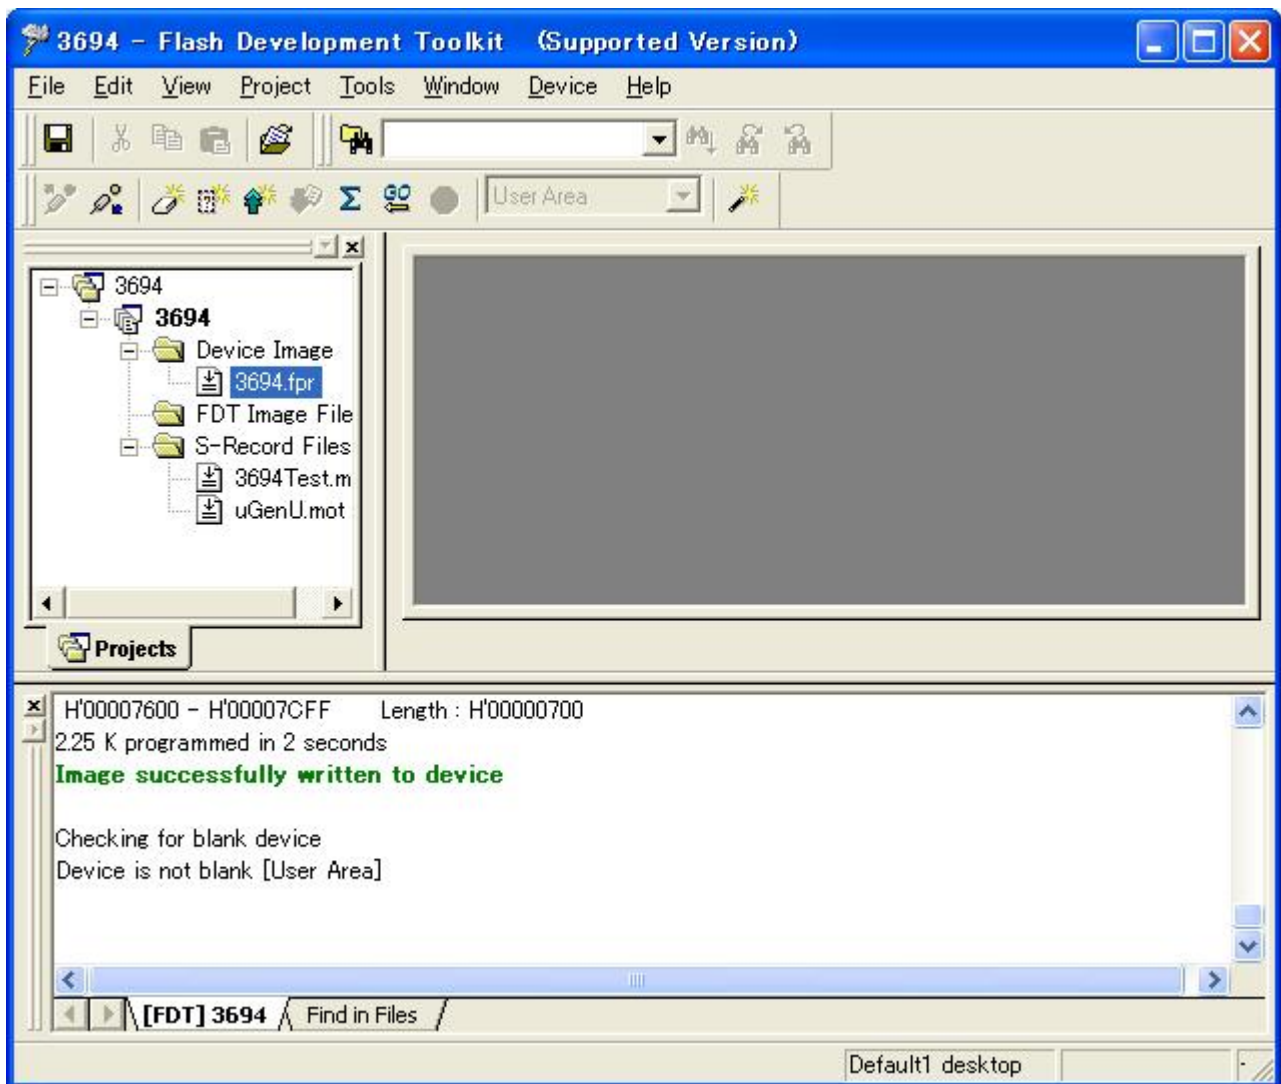 3694 - Flash Development Toolkit (Supported Version)
File Edit View Project Tools Window Device Help
GO User Area
3694
3694
Device Image
3694.fpr
FDT Image File
S-Record Files
3694Test.m
uGenU.mot
Projects
H'00007600 - H'00007CFF Length : H'00000700
2.25 K programmed in 2 seconds
Image successfully written to device
Checking for blank device
Device is not blank [User Area]
[FDT] 3694 Find in Files
Default1 desktop